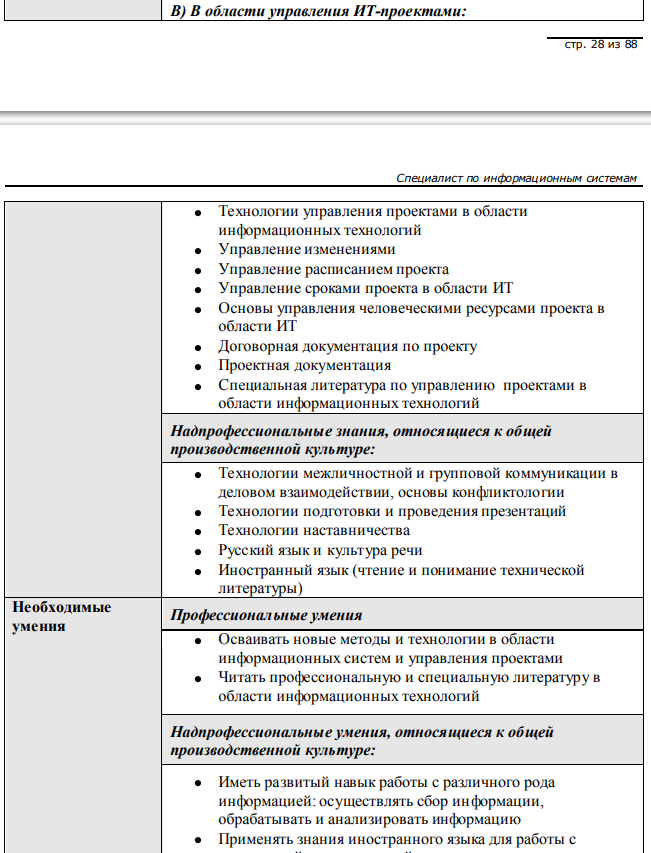 В) В области управления ИТ-проектами:
стр. 28 из 88
Специалист по информационным системам
• Технологии управления проектами в области
информационных технологий
• Управление изменениями
• Управление расписанием проекта
• Управление сроками проекта в области ИТ
• Основы управления человеческими ресурсами проекта в
области ИТ
• Договорная документация по проекту
• Проектная документация
• Специальная литература по управлению проектами в
области информационных технологий
Надпрофессиональные знания, относящиеся к общей
производственной культуре:
• Технологии межличностной и групповой коммуникации в
деловом взаимодействии, основы конфликтологии
• Технологии подготовки и проведения презентаций
• Технологии наставничества
• Русский язык и культура речи
• Иностранный язык (чтение и понимание технической
литературы)
Необходимые
умения
Профессиональные умения
• Осваивать новые методы и технологии в области
информационных систем и управления проектами
• Читать профессиональную и специальную литературу в
области информационных технологий
Надпрофессиональные умения, относящиеся к общей
производственной культуре:
• Иметь развитый навык работы с различного рода
информацией: осуществлять сбор информации,
обрабатывать и анализировать информацию
• Применять знания иностранного языка для работы с